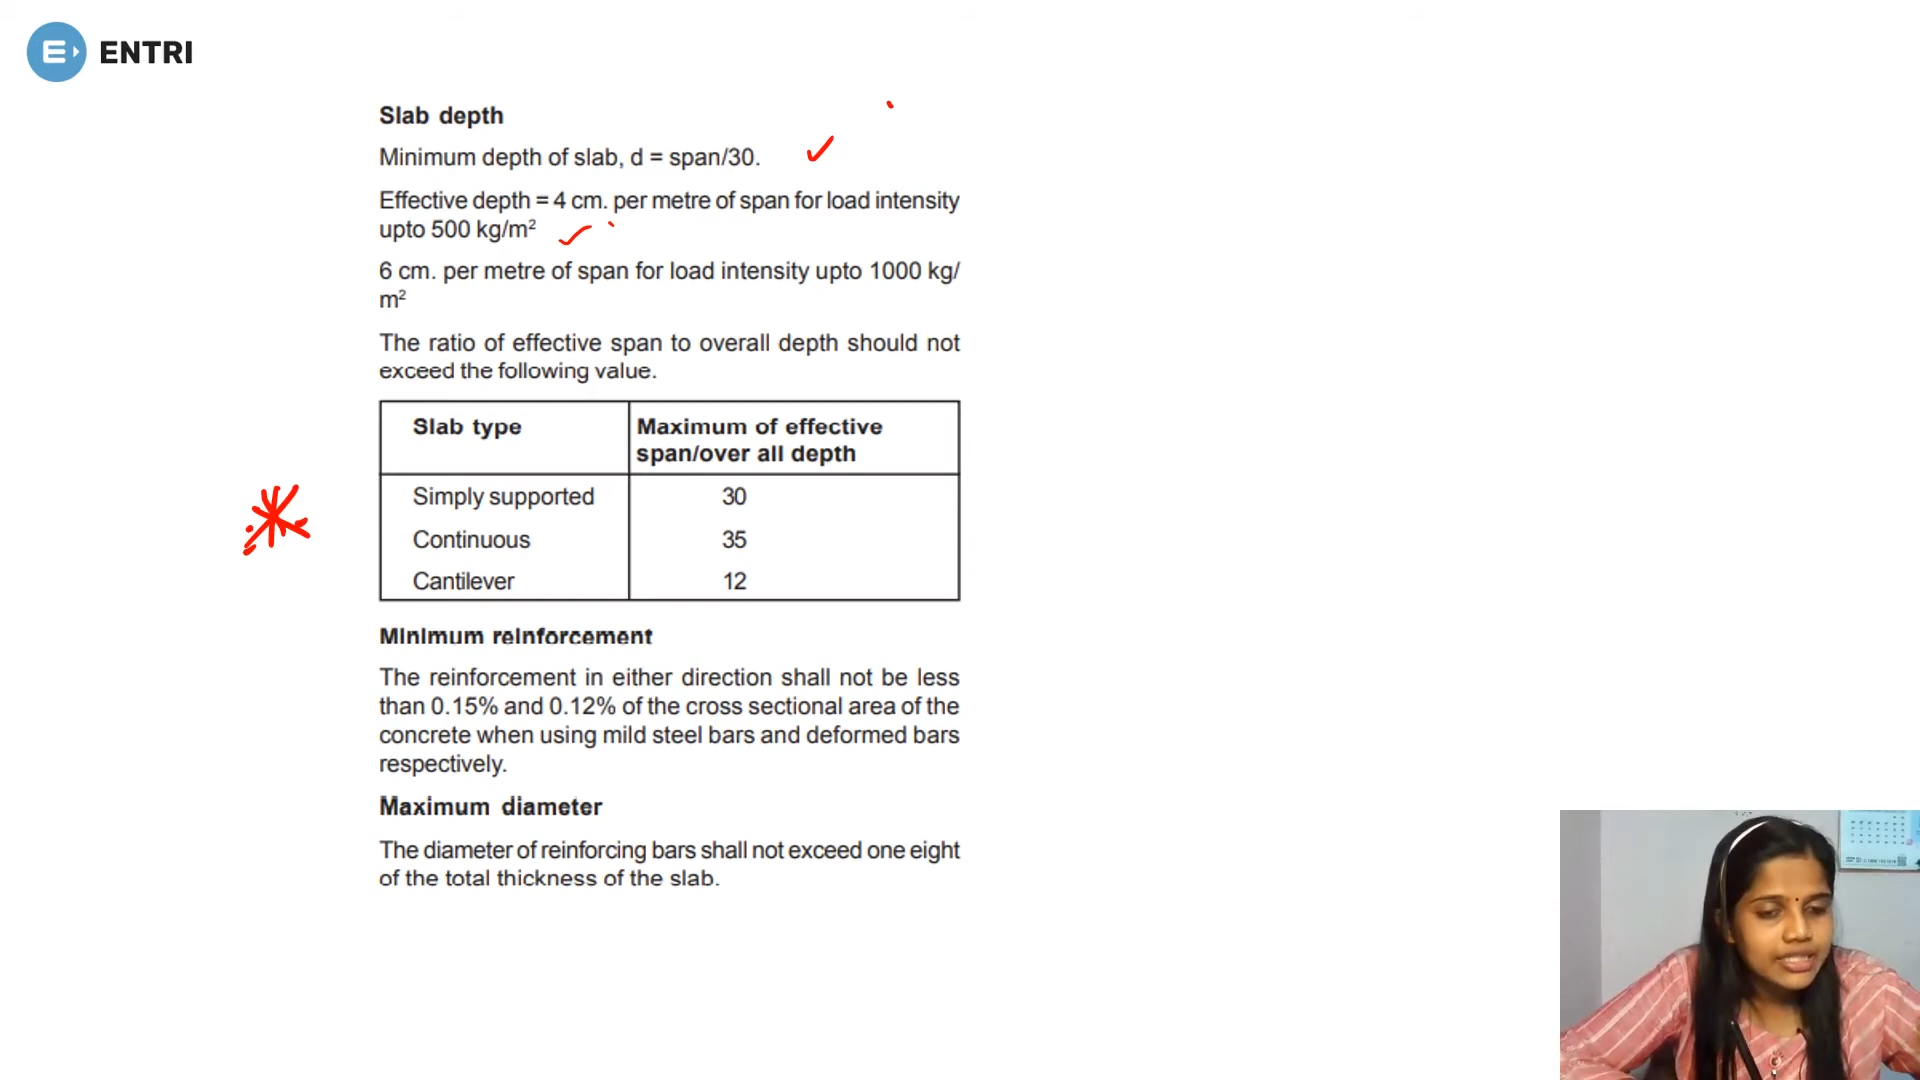 ENTRI
Slab depth
Minimum depth of slab, d = span/30.
Effective depth = 4 cm. per metre of span for load intensity
upto 500 kg/m²
6 cm. per metre of span for load intensity upto 1000 kg/
m²
The ratio of effective span to overall depth should not
exceed the following value.
Slab type
Maximum of effective
span/over all depth
Simply supported 30
Continuous 35
Cantilever 12
Minimum reinforcement
The reinforcement in either direction shall not be less
than 0.15% and 0.12% of the cross sectional area of the
concrete when using mild steel bars and deformed bars
respectively.
Maximum diameter
The diameter of reinforcing bars shall not exceed one eight
of the total thickness of the slab.